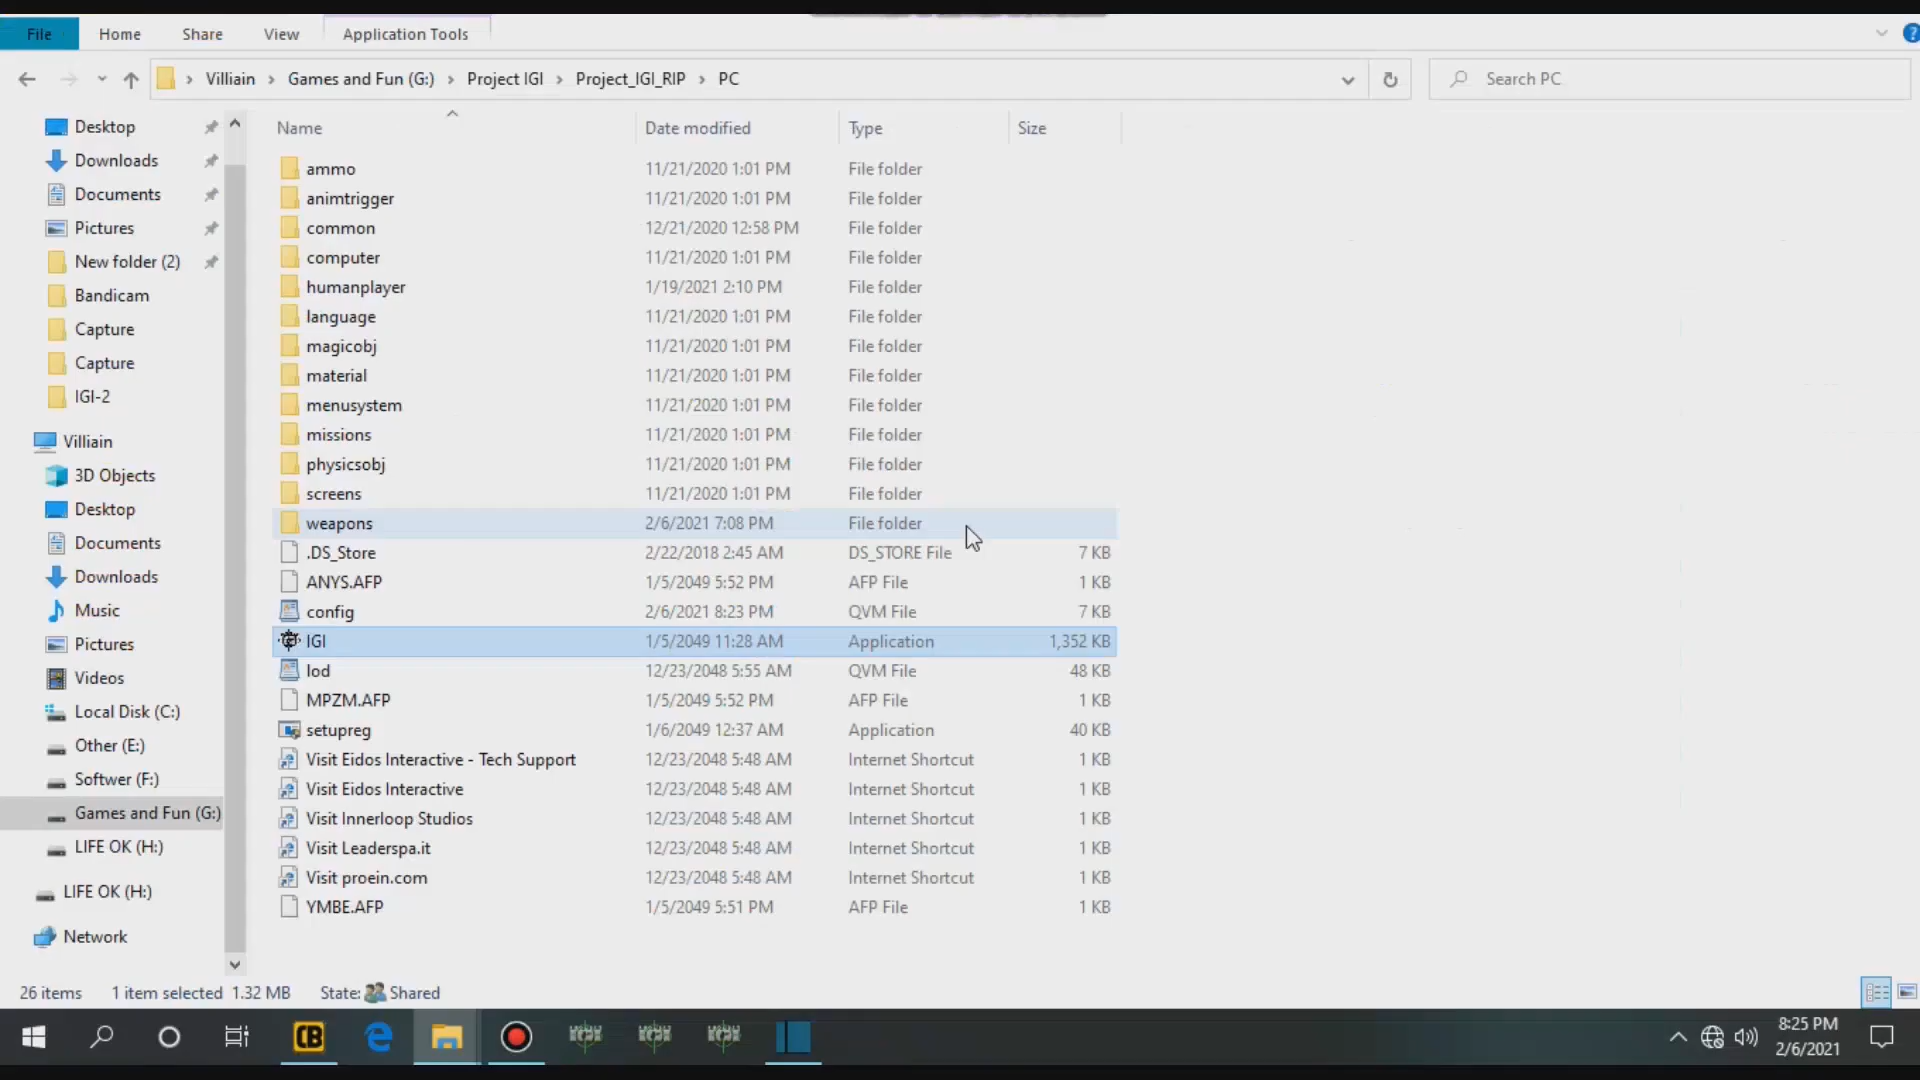 File Home Share View Application Tools
Villiain Games and Fun (G:) Project IGI Project_IGI_RIP PC
Search PC
Desktop
Downloads
Documents
Pictures
New folder (2)
Bandicam
Capture
Capture
IGI-2
Villiain
3D Objects
Desktop
Documents
Downloads
Music
Pictures
Videos
Local Disk (C:)
Other (E:)
Softwer (F:)
Games and Fun (G:)
LIFE OK (H:)
LIFE OK (H:)
Network
Name Date modified Type Size
ammo 11/21/2020 1:01 PM File folder
animtrigger 11/21/2020 1:01 PM File folder
common 12/21/2020 12:58 PM File folder
computer 11/21/2020 1:01 PM File folder
humanplayer 1/19/2021 2:10 PM File folder
language 11/21/2020 1:01 PM File folder
magicobj 11/21/2020 1:01 PM File folder
material 11/21/2020 1:01 PM File folder
menusystem 11/21/2020 1:01 PM File folder
missions 11/21/2020 1:01 PM File folder
physicsobj 11/21/2020 1:01 PM File folder
screens 11/21/2020 1:01 PM File folder
weapons 2/6/2021 7:08 PM File folder
.DS_Store 2/22/2018 2:45 AM DS_STORE File 7 KB
ANYS.AFP 1/5/2049 5:52 PM AFP File 1 KB
config 2/6/2021 8:23 PM QVM File 7 KB
IGI 1/5/2049 11:28 AM Application 1,352 KB
lod 12/23/2048 5:55 AM QVM File 48 KB
MPZM.AFP 1/5/2049 5:52 PM AFP File 1 KB
setupreg 1/6/2049 12:37 AM Application 40 KB
Visit Eidos Interactive - Tech Support 12/23/2048 5:48 AM Internet Shortcut 1 KB
Visit Eidos Interactive 12/23/2048 5:48 AM Internet Shortcut 1 KB
Visit Innerloop Studios 12/23/2048 5:48 AM Internet Shortcut 1 KB
Visit Leaderspa.it 12/23/2048 5:48 AM Internet Shortcut 1 KB
Visit proein.com 12/23/2048 5:48 AM Internet Shortcut 1 KB
YMBE.AFP 1/5/2049 5:51 PM AFP File 1 KB
26 items 1 item selected 1.32 MB State: Shared
8:25 PM
2/6/2021